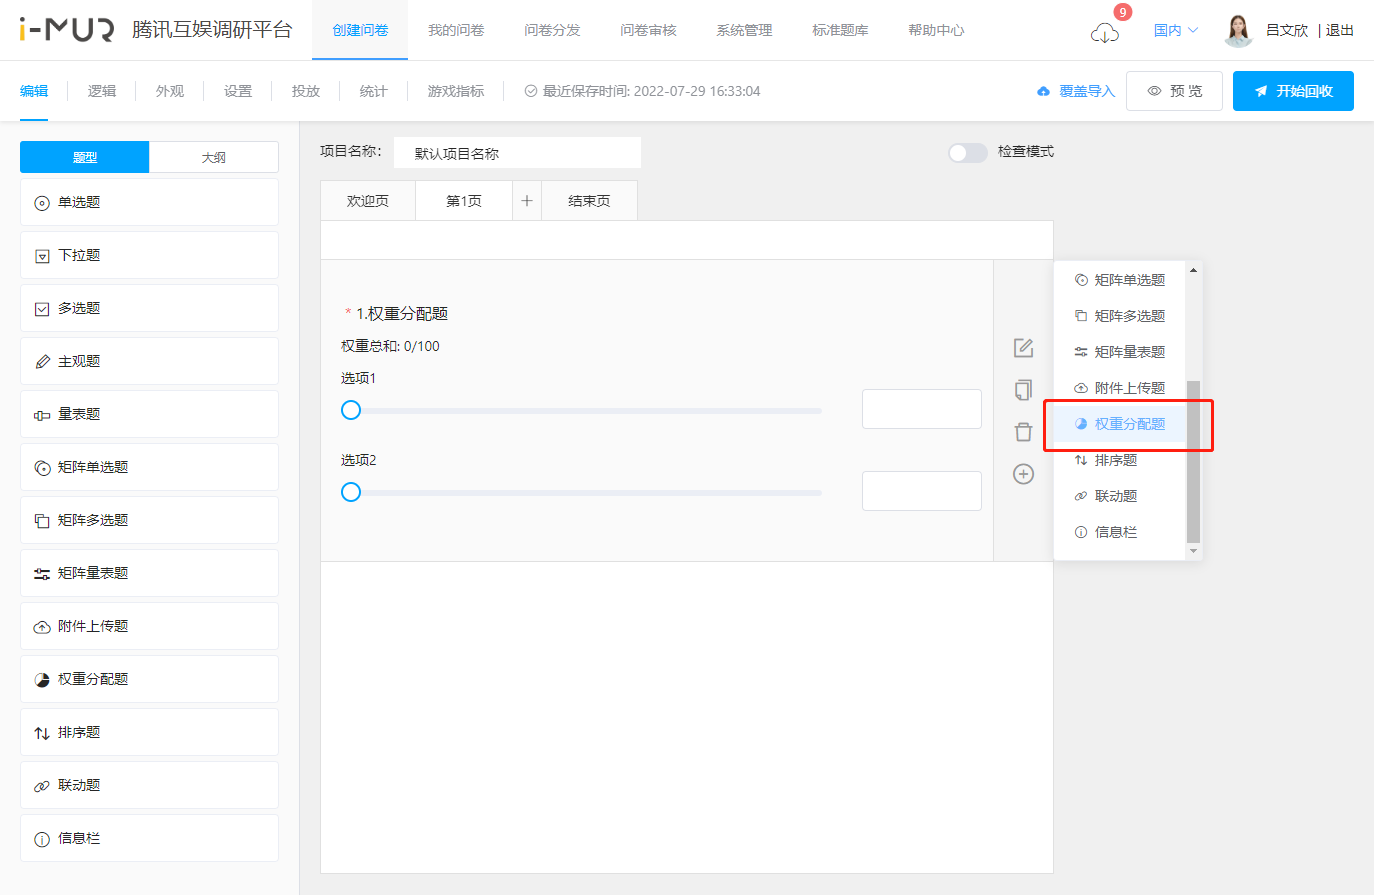 i-MUR 腾讯互娱调研平台 创建问卷 我的问卷 问卷分发 问卷审核 系统管理 标准题库 帮助中心 9 国内 吕文欣 | 退出
编辑 逻辑 外观 设置 投放 统计 游戏指标 最近保存时间: 2022-07-29 16:33:04 覆盖导入 预 览 开始回收
题型 大纲
单选题
下拉题
多选题
主观题
量表题
矩阵单选题
矩阵多选题
矩阵量表题
附件上传题
权重分配题
排序题
联动题
信息栏
项目名称: 默认项目名称 检查模式
欢迎页 第1页 + 结束页
* 1.权重分配题
权重总和: 0/100
选项1
选项2
矩阵单选题
矩阵多选题
矩阵量表题
附件上传题
权重分配题
排序题
联动题
信息栏